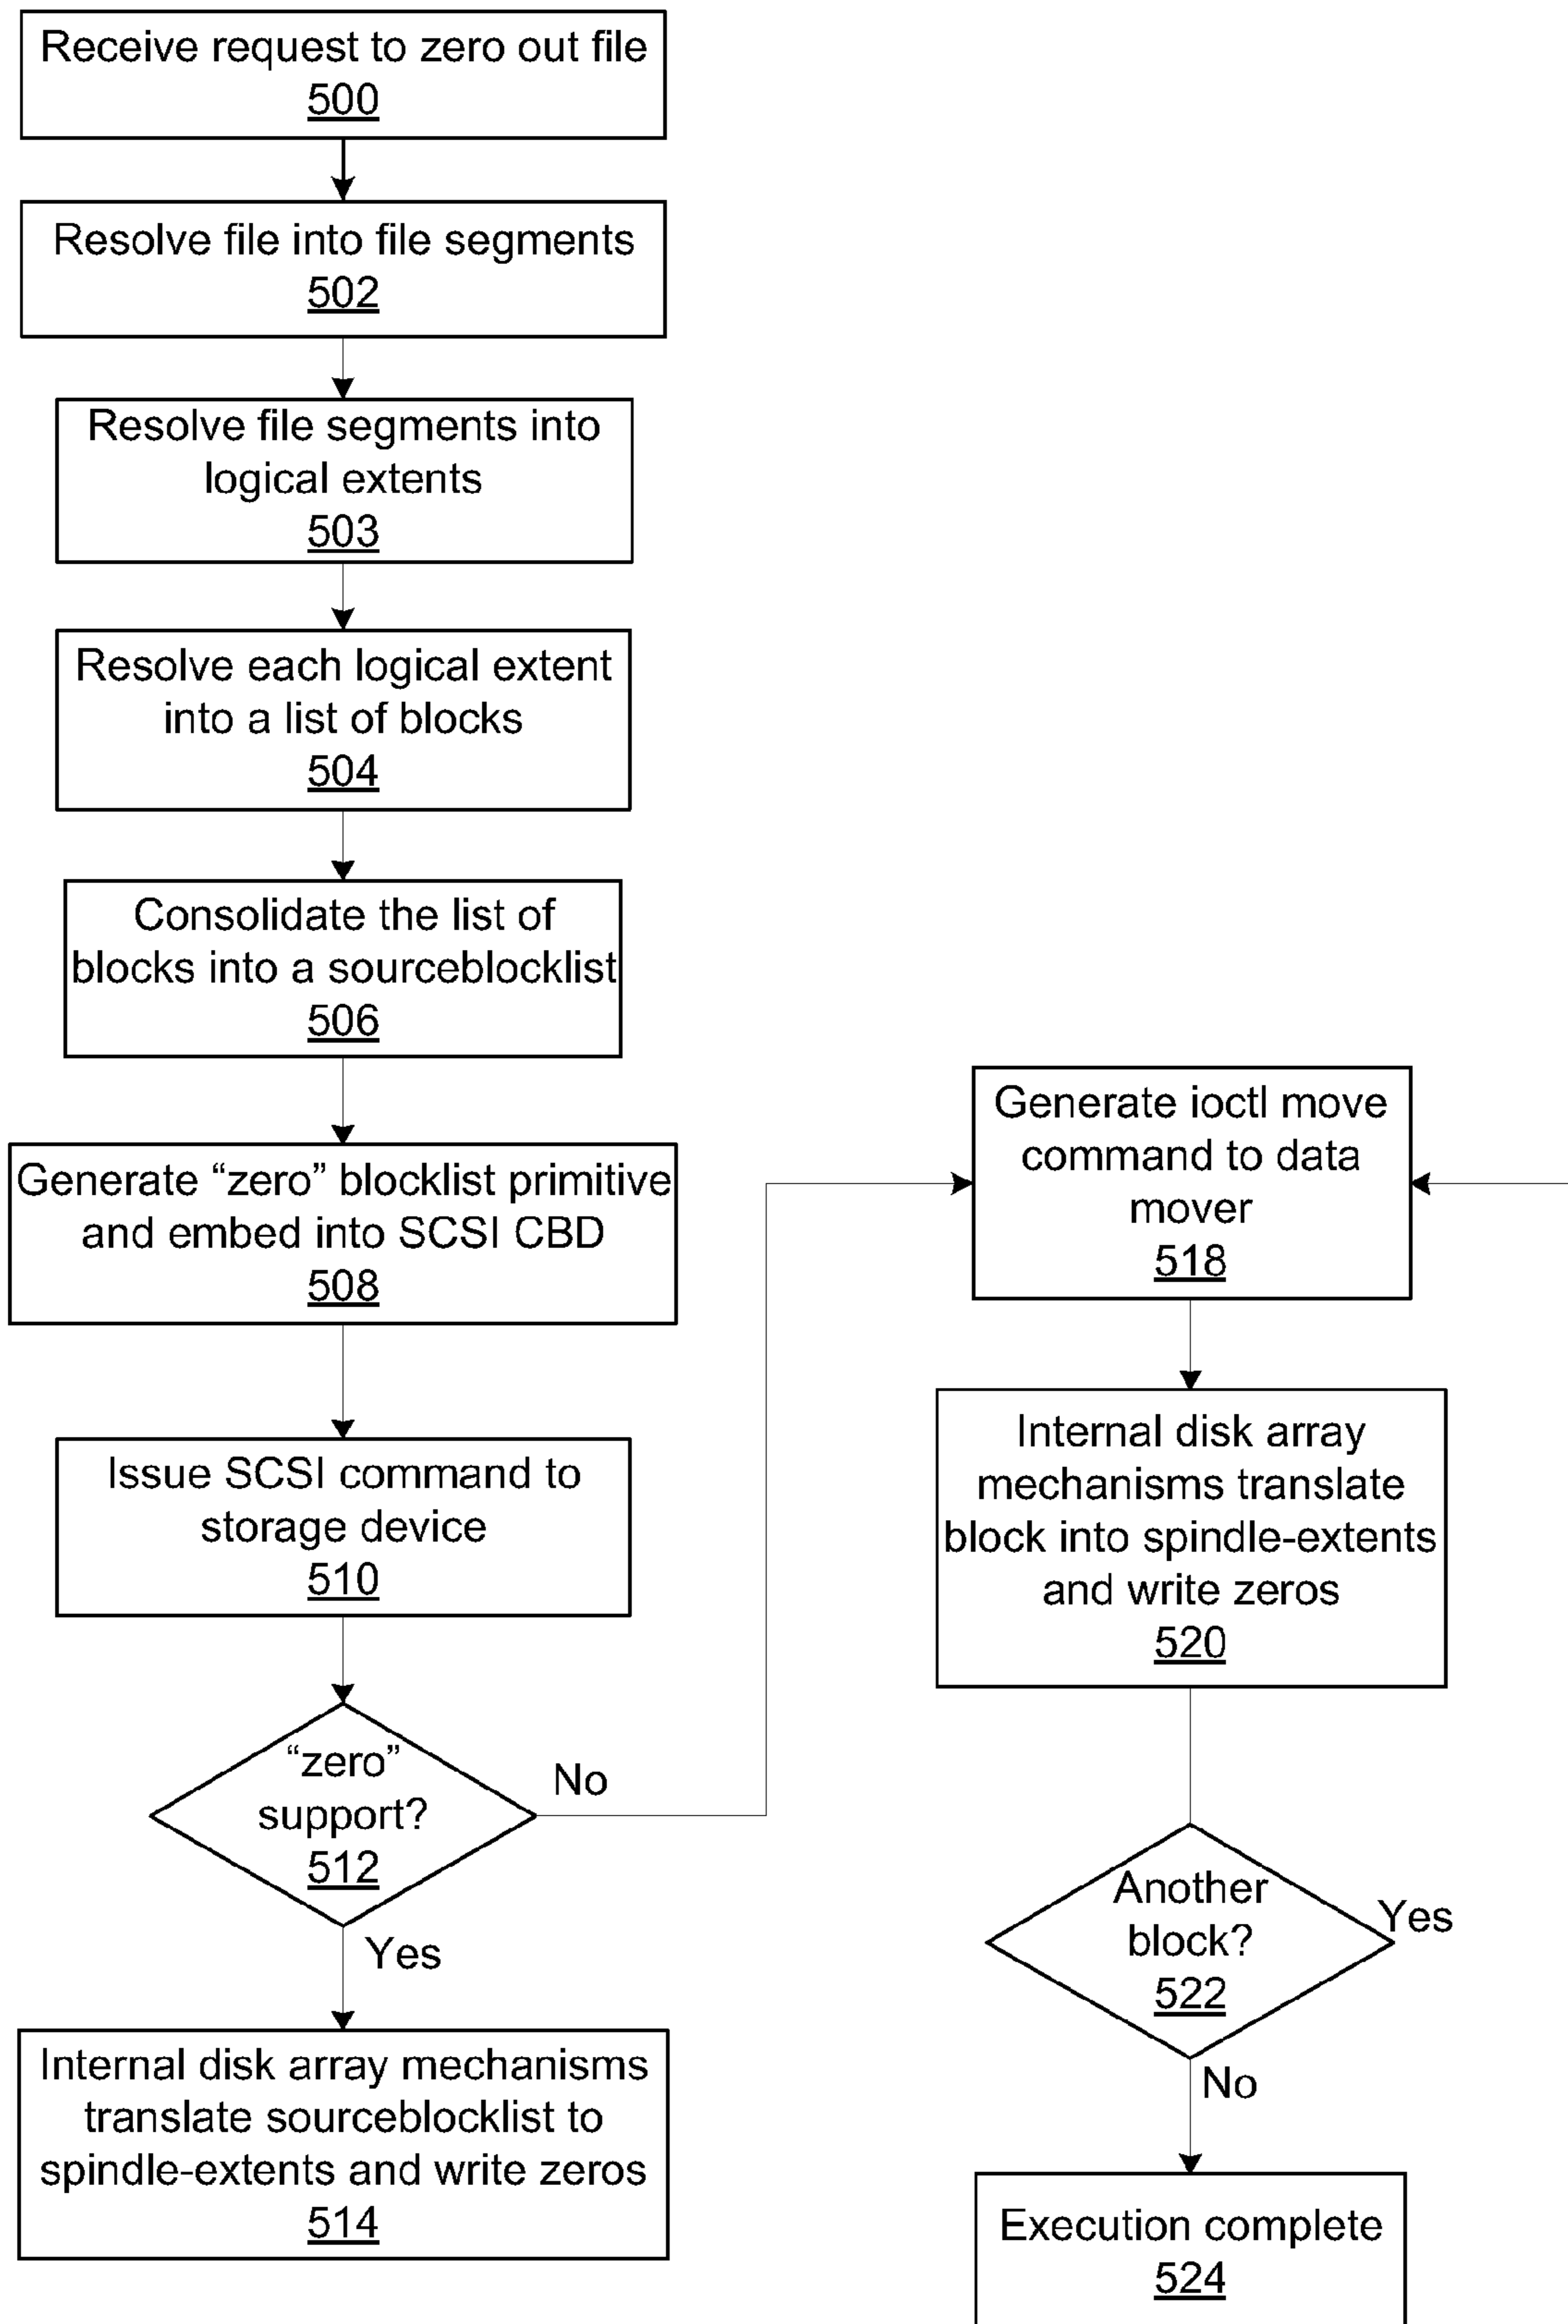 Receive request to zero out file
500
Resolve file into file segments
502
Resolve file segments into
logical extents
503
Resolve each logical extent
into a list of blocks
504
Consolidate the list of
blocks into a sourceblocklist
506
Generate “zero” blocklist primitive
and embed into SCSI CBD
508
Issue SCSI command to
storage device
510
“zero”
support?
512
No
Yes
Internal disk array mechanisms
translate sourceblocklist to
spindle-extents and write zeros
514
Generate ioctl move
command to data
mover
518
Internal disk array
mechanisms translate
block into spindle-extents
and write zeros
520
Another
block?
522
Yes
No
Execution complete
524